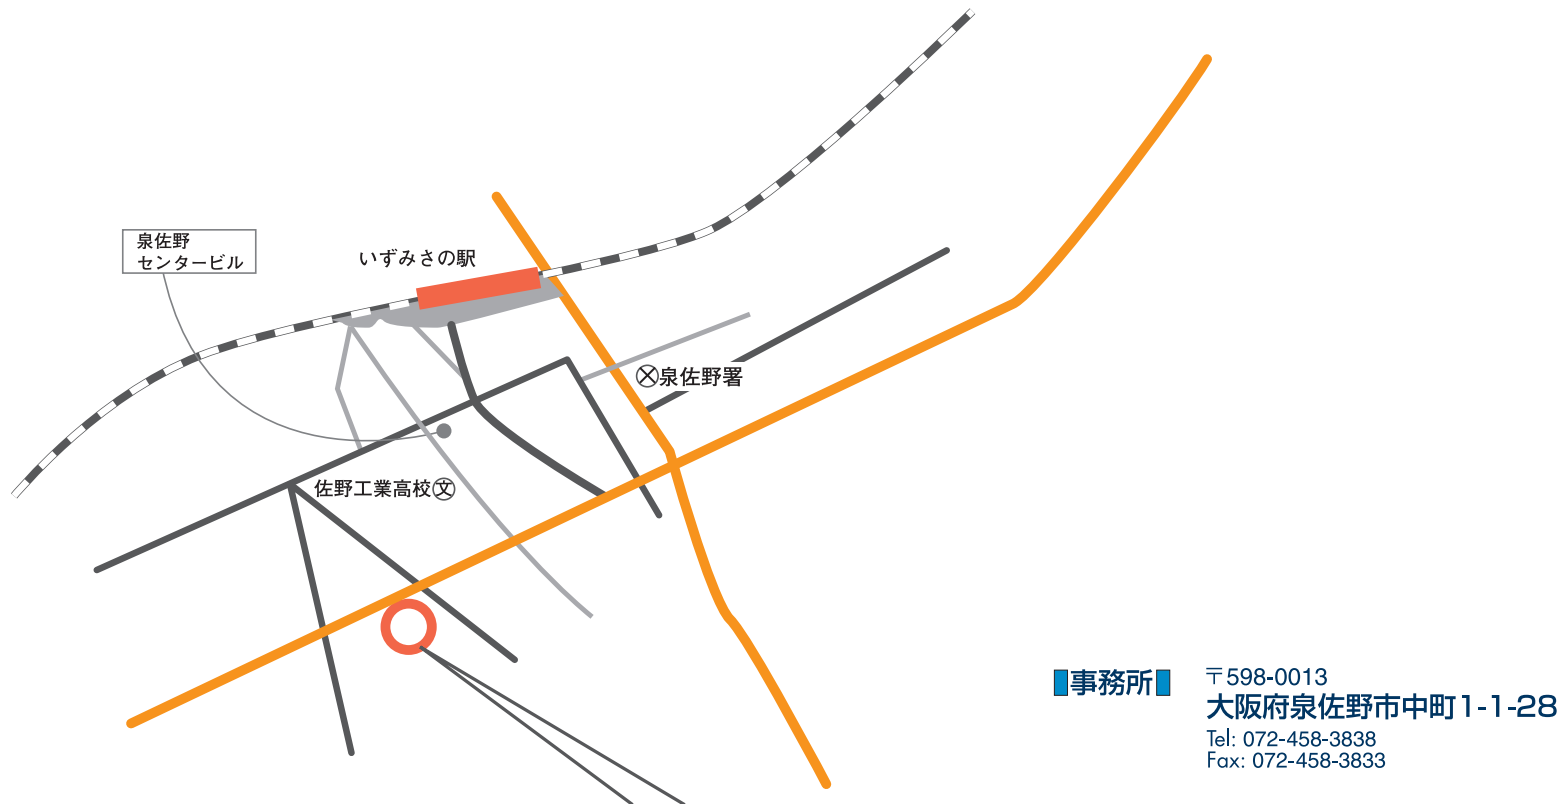 泉佐野
センタービル
いずみさの駅
泉佐野署
佐野工業高校文
事務所
〒598-0013
大阪府泉佐野市中町1-1-28
Tel: 072-458-3838
Fax: 072-458-3833